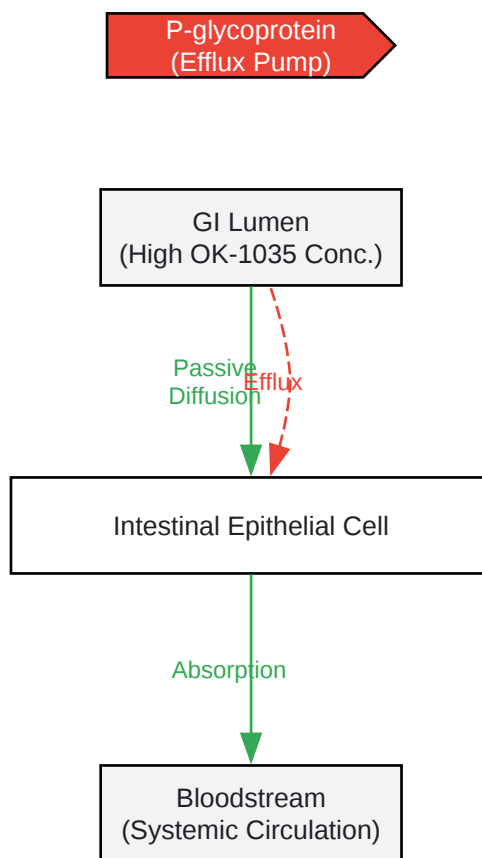 P-glycoprotein
(Efflux Pump)
GI Lumen
(High OK-1035 Conc.)
Passive
Diffusion
Efflux
Intestinal Epithelial Cell
Absorption
Bloodstream
(Systemic Circulation)